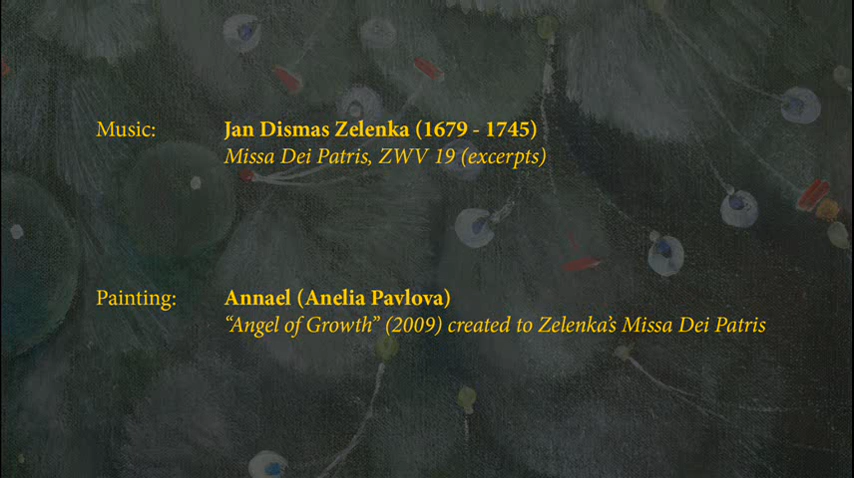 Music: Jan Dismas Zelenka (1679 - 1745)
Missa Dei Patris, ZWV 19 (excerpts)
Painting: Annael (Anelia Pavlova)
“Angel of Growth” (2009) created to Zelenka’s Missa Dei Patris